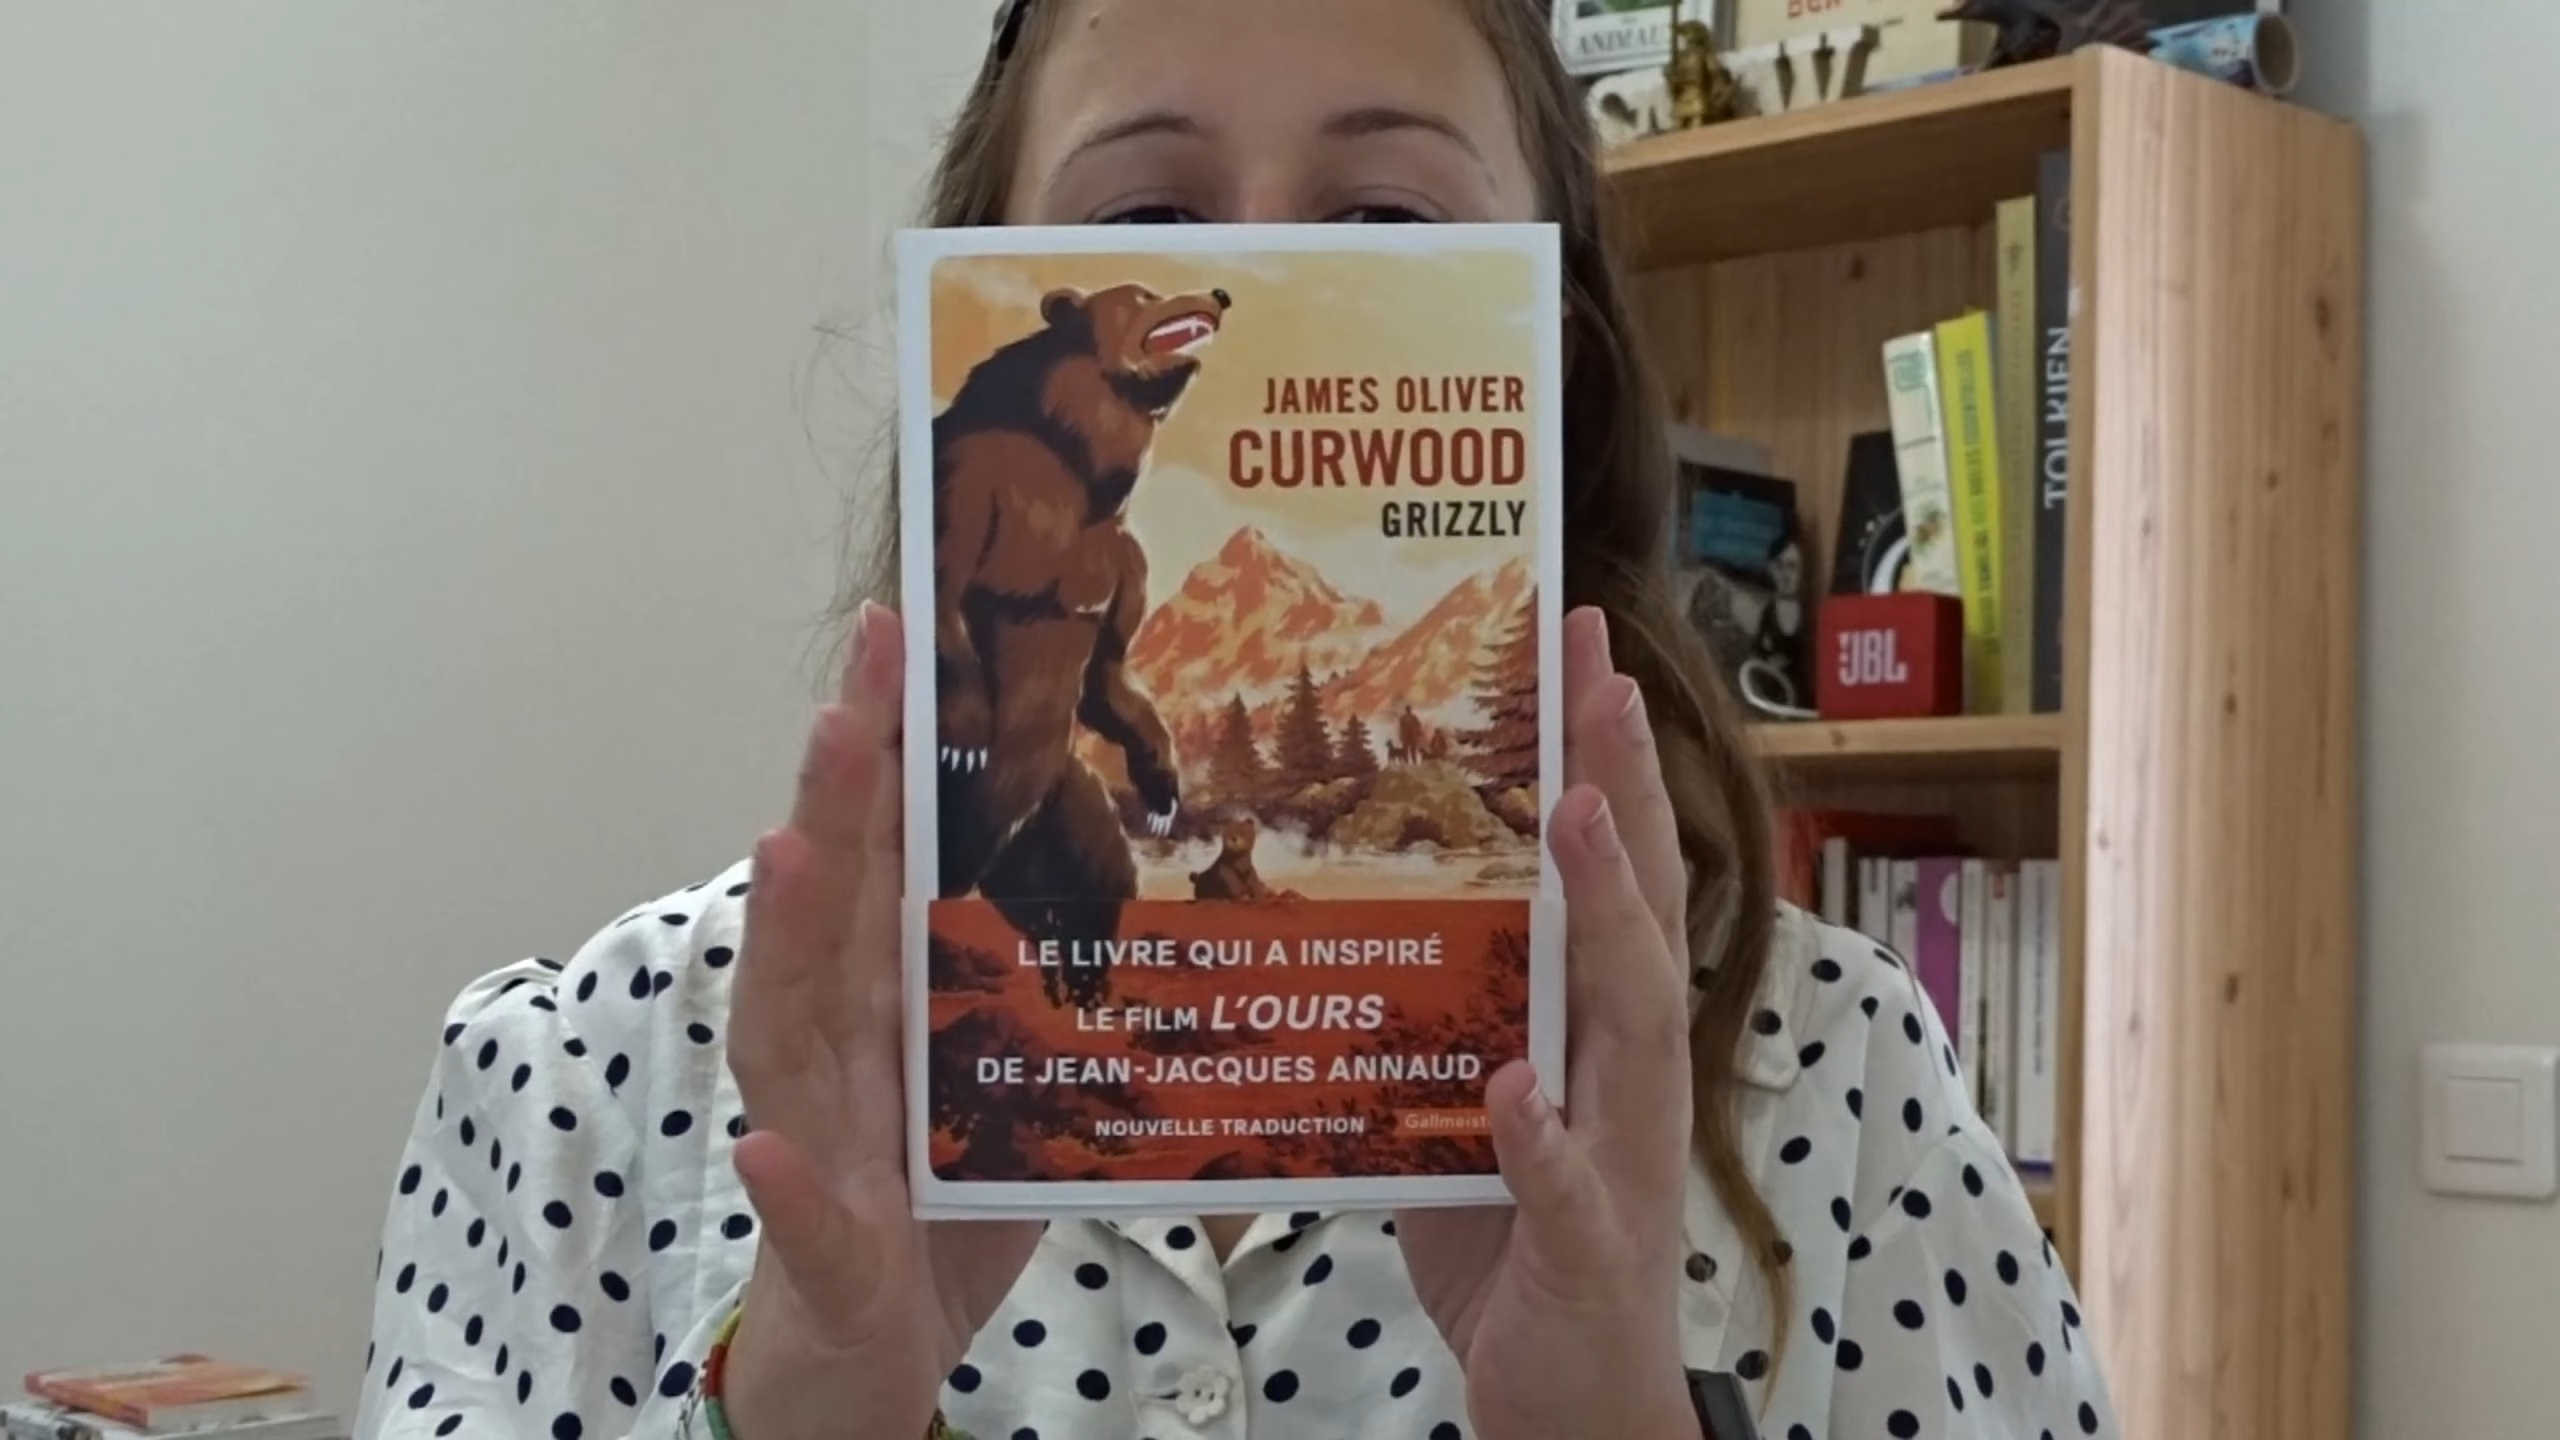 ANIMAL
JAMES OLIVER
CURWOOD
GRIZZLY
LE LIVRE QUI A INSPIRÉ
LE FILM L'OURS
DE JEAN-JACQUES ANNAUD
NOUVELLE TRADUCTION
TOLKIEN
JBL